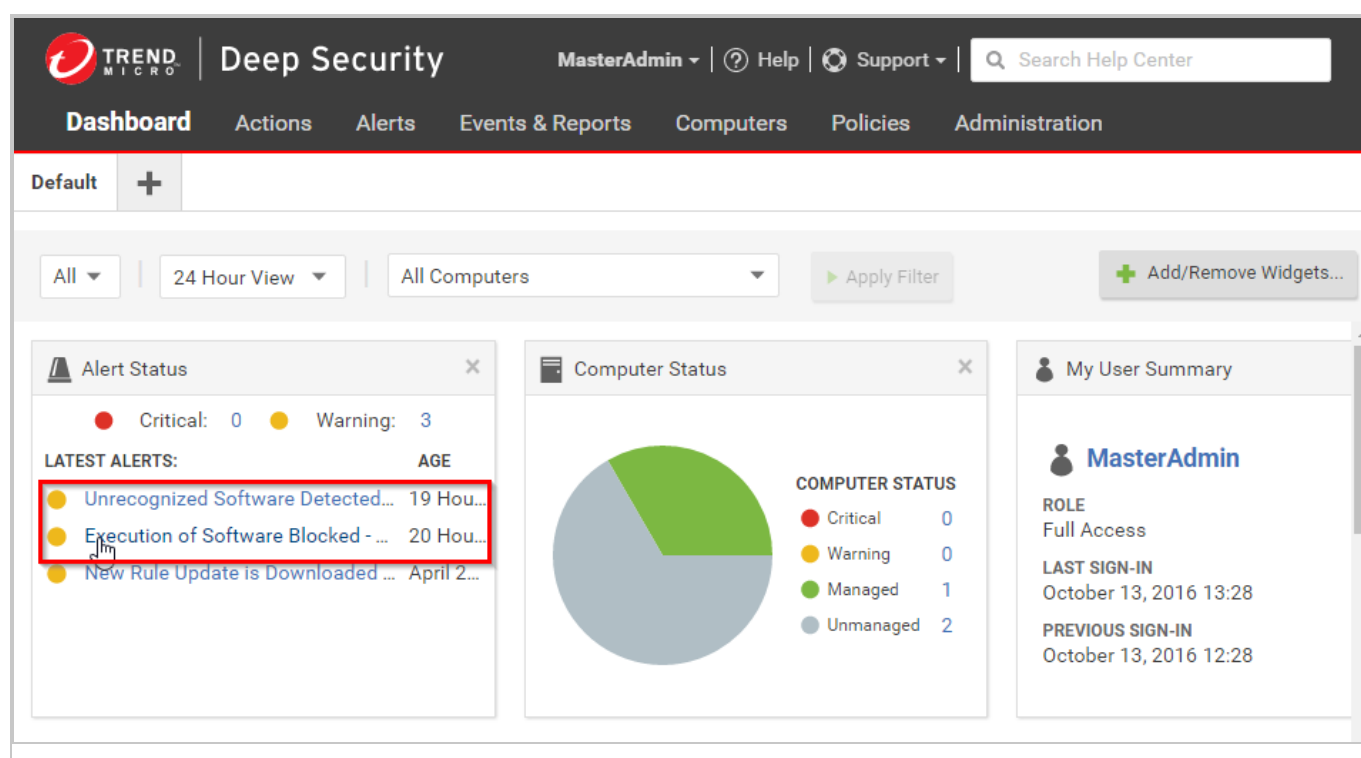 TREND MICRO Deep Security MasterAdmin Help Support Search Help Center
Dashboard Actions Alerts Events & Reports Computers Policies Administration
Default
All 24 Hour View All Computers Apply Filter Add/Remove Widgets...
Alert Status
Critical: 0 Warning: 3
LATEST ALERTS: AGE
Unrecognized Software Detected... 19 Hou...
Execution of Software Blocked - ... 20 Hou...
New Rule Update is Downloaded ... April 2...
Computer Status
COMPUTER STATUS
Critical 0
Warning 0
Managed 1
Unmanaged 2
My User Summary
MasterAdmin
ROLE
Full Access
LAST SIGN-IN
October 13, 2016 13:28
PREVIOUS SIGN-IN
October 13, 2016 12:28